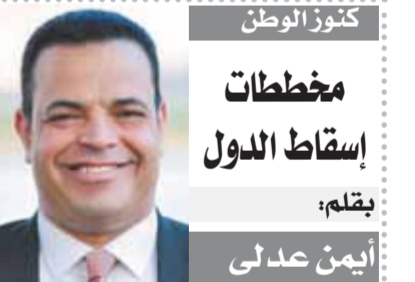 كنوز الوطن
مخططات
إسقاط الدول
بقلم:
أيمن عدلى